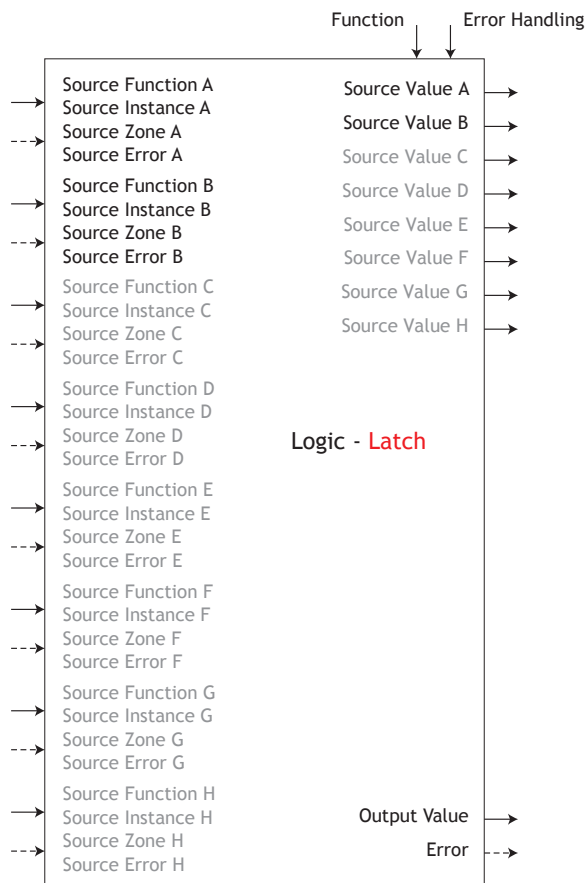 Function
Error Handling
Source Function A
Source Instance A
Source Zone A
Source Error A
Source Function B
Source Instance B
Source Zone B
Source Error B
Source Function C
Source Instance C
Source Zone C
Source Error C
Source Function D
Source Instance D
Source Zone D
Source Error D
Source Function E
Source Instance E
Source Zone E
Source Error E
Source Function F
Source Instance F
Source Zone F
Source Error F
Source Function G
Source Instance G
Source Zone G
Source Error G
Source Function H
Source Instance H
Source Zone H
Source Error H
Source Value A
Source Value B
Source Value C
Source Value D
Source Value E
Source Value F
Source Value G
Source Value H
Logic - Latch
Output Value
Error